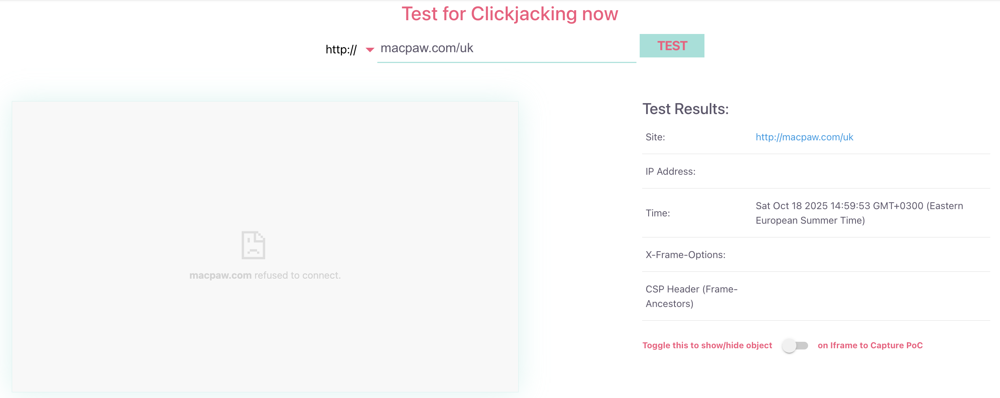 Test for Clickjacking now
http://
macpaw.com/uk
TEST
macpaw.com refused to connect.
Test Results:
Site:
http://macpaw.com/uk
IP Address:
Time:
Sat Oct 18 2025 14:59:53 GMT+0300 (Eastern
European Summer Time)
X-Frame-Options:
CSP Header (Frame-
Ancestors)
Toggle this to show/hide object
on Iframe to Capture PoC